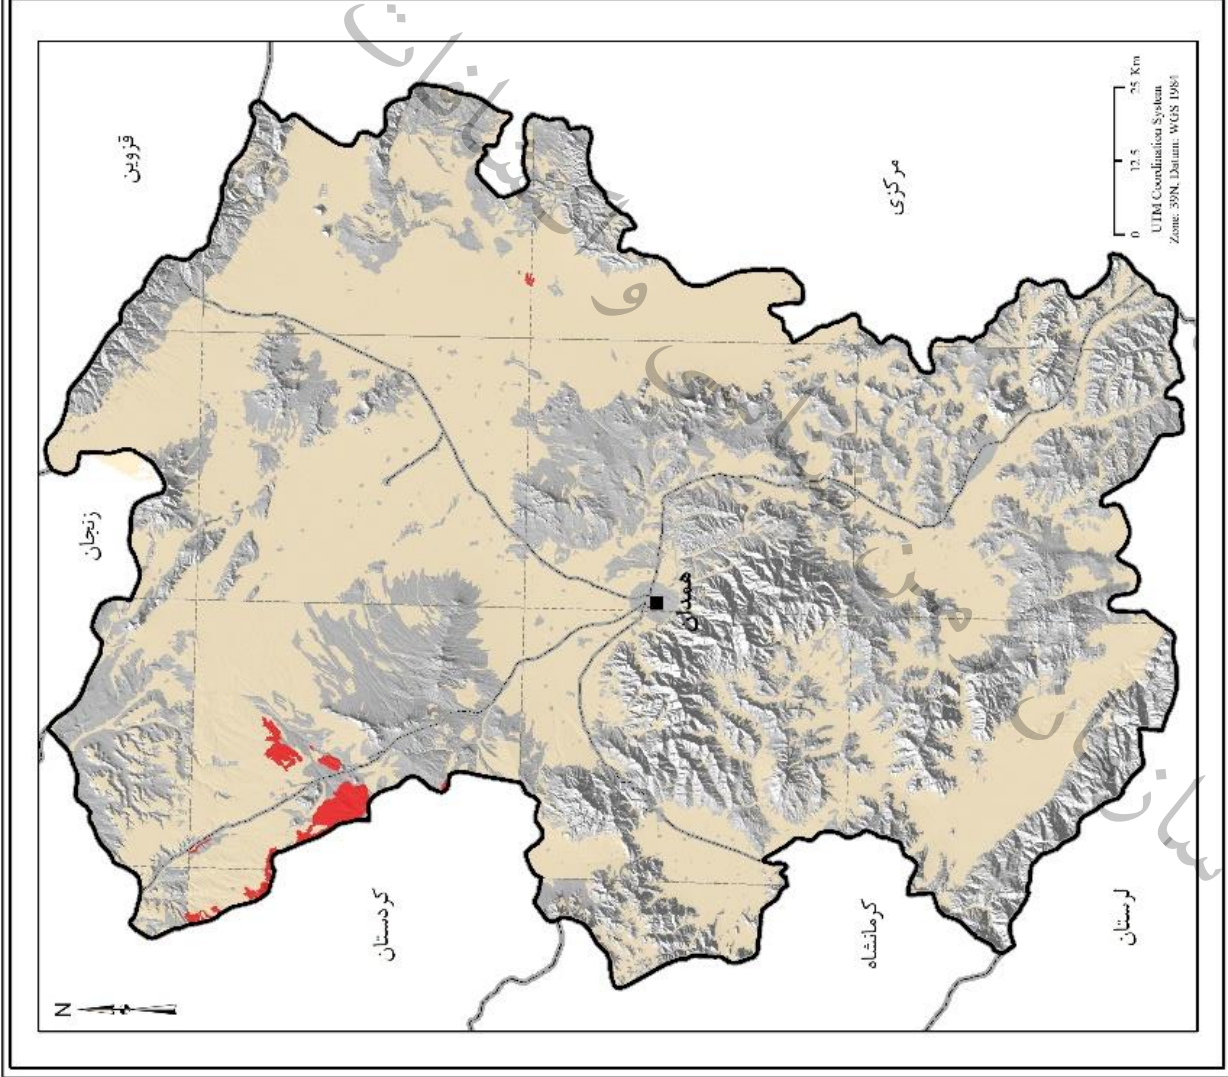 قزوین
زنجان
مرکزی
همدان
کردستان
کرمانشاه
لرستان
N
0 12.5 25 Km
UTM Coordination System
Zone: 39N, Datum: WGS 1984